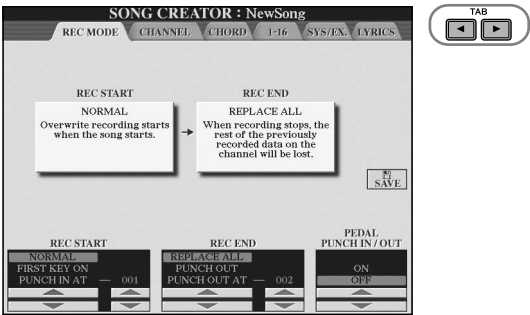 SONG CREATOR : NewSong
TAB
REC MODE CHANNEL CHORD 1-16 SYS/EX. LYRICS
REC START
REC END
NORMAL
Overwrite recording starts
when the song starts.
REPLACE ALL
When recording stops, the
rest of the previously
recorded data on the
channel will be lost.
SAVE
REC START
NORMAL
FIRST KEY ON
PUNCH IN AT — 001
REC END
REPLACE ALL
PUNCH OUT
PUNCH OUT AT — 002
PEDAL
PUNCH IN / OUT
ON
OFF